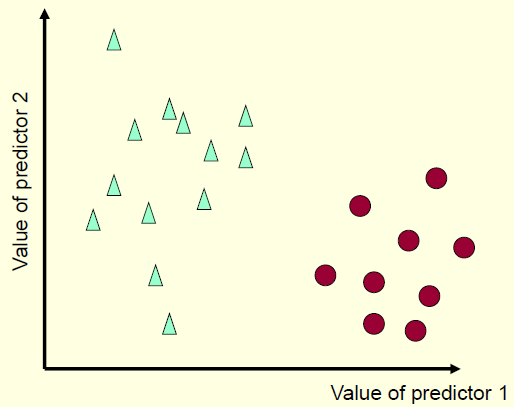 Value of predictor 2
Value of predictor 1